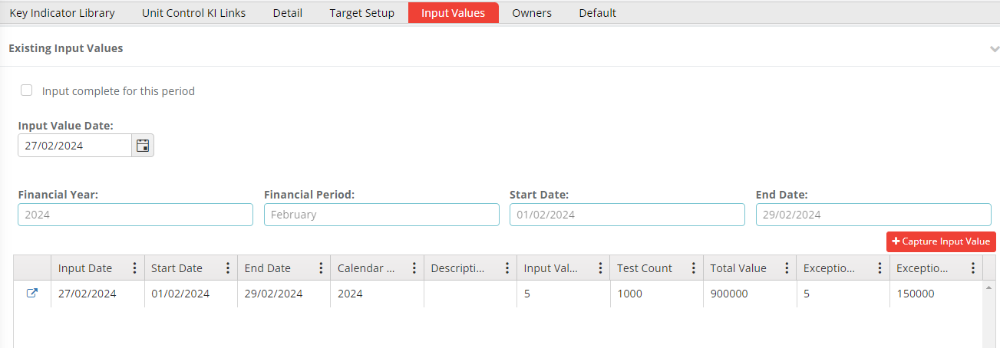 Key Indicator Library Unit Control KI Links Detail Target Setup Input Values Owners Default
Existing Input Values
Input complete for this period
Input Value Date:
27/02/2024
Financial Year: Financial Period: Start Date: End Date:
2024 February 01/02/2024 29/02/2024
+ Capture Input Value
Input Date Start Date End Date Calendar ... Descripti... Input Val... Test Count Total Value Exceptio... Exceptio...
27/02/2024 01/02/2024 29/02/2024 2024 5 1000 900000 5 150000